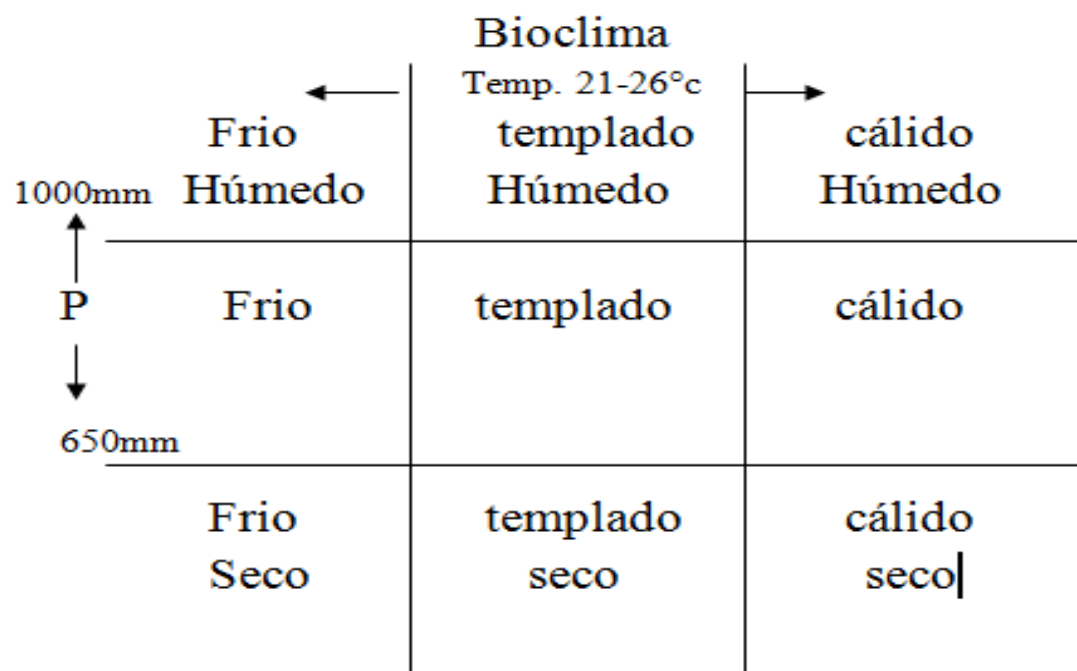 Bioclima
Temp. 21-26°c
Frio templado cálido
1000mm Húmedo Húmedo Húmedo
P Frio templado cálido
650mm
Frio templado cálido
Seco seco seco